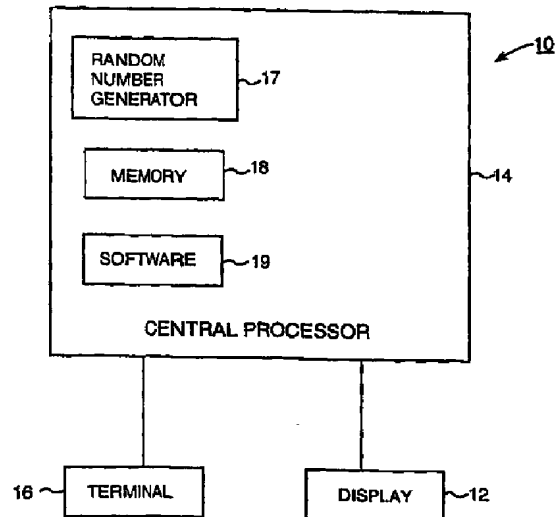 RANDOM
NUMBER
GENERATOR
17
10
MEMORY
18
14
SOFTWARE
19
CENTRAL PROCESSOR
16
TERMINAL
DISPLAY
12